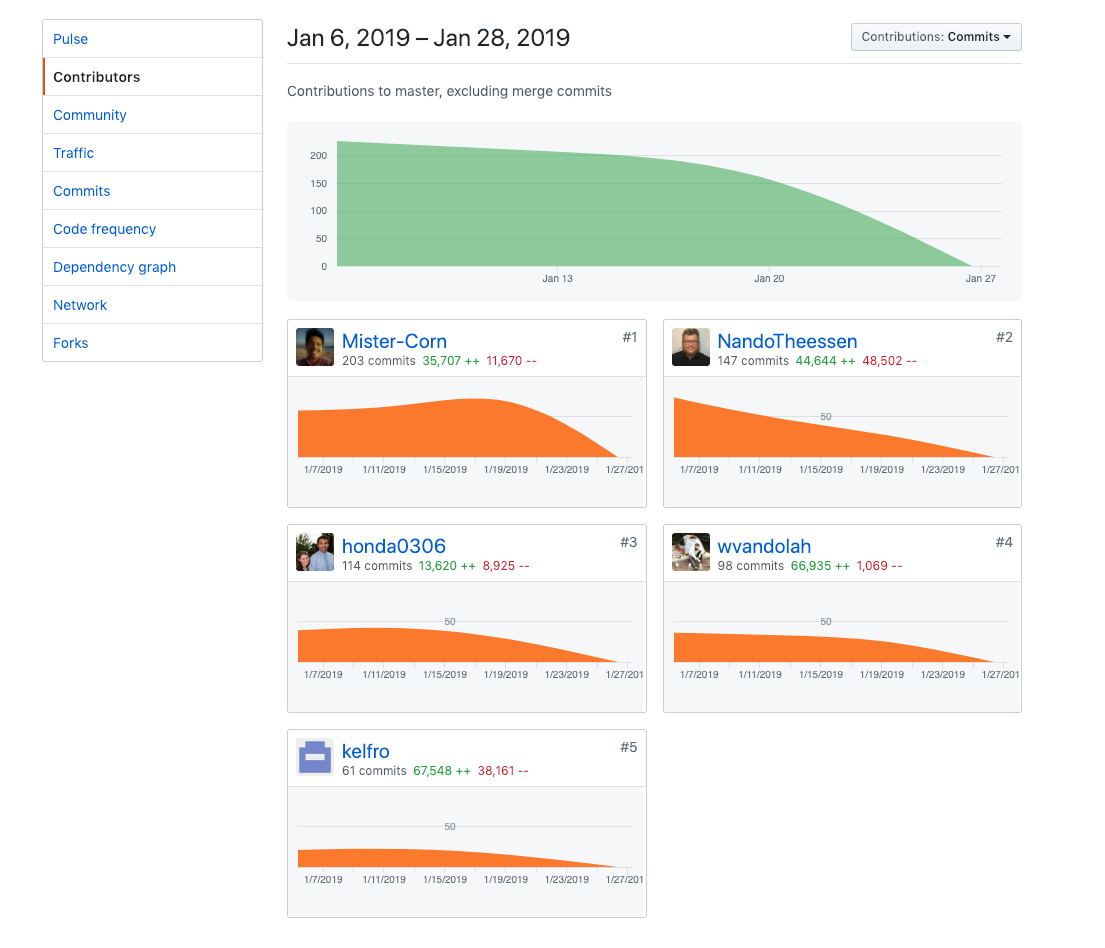 Pulse
Contributors
Community
Traffic
Commits
Code frequency
Dependency graph
Network
Forks
Jan 6, 2019 – Jan 28, 2019
Contributions: Commits
Contributions to master, excluding merge commits
200
150
100
50
0
Jan 13 Jan 20 Jan 27
Mister-Corn #1
203 commits 35,707 ++ 11,670 --
1/7/2019 1/11/2019 1/15/2019 1/19/2019 1/23/2019 1/27/201
NandoTheessen #2
147 commits 44,644 ++ 48,502 --
50
1/7/2019 1/11/2019 1/15/2019 1/19/2019 1/23/2019 1/27/201
honda0306 #3
114 commits 13,620 ++ 8,925 --
50
1/7/2019 1/11/2019 1/15/2019 1/19/2019 1/23/2019 1/27/201
wvandolah #4
98 commits 66,935 ++ 1,069 --
50
1/7/2019 1/11/2019 1/15/2019 1/19/2019 1/23/2019 1/27/201
kelfro #5
61 commits 67,548 ++ 38,161 --
50
1/7/2019 1/11/2019 1/15/2019 1/19/2019 1/23/2019 1/27/201